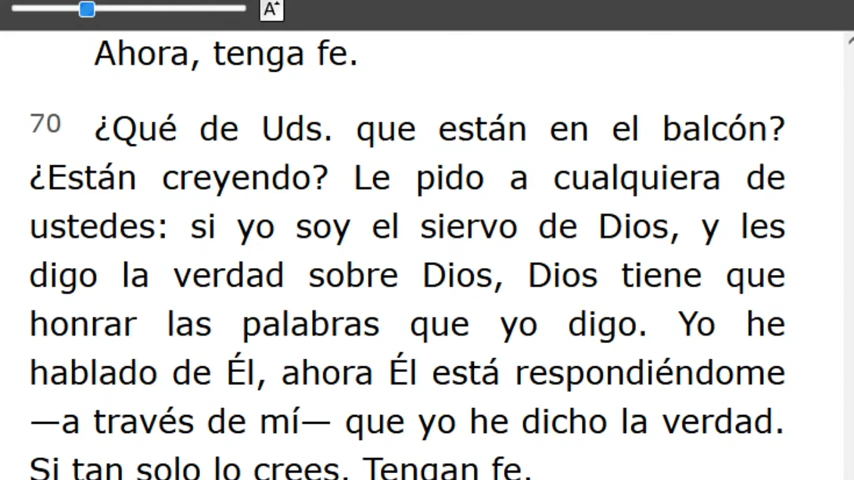 A
Ahora, tenga fe.
70 ¿Qué de Uds. que están en el balcón?
¿Están creyendo? Le pido a cualquiera de
ustedes: si yo soy el siervo de Dios, y les
digo la verdad sobre Dios, Dios tiene que
honrar las palabras que yo digo. Yo he
hablado de Él, ahora Él está respondiéndome
—a través de mí— que yo he dicho la verdad.
Si tan solo lo crees. Tengan fe.